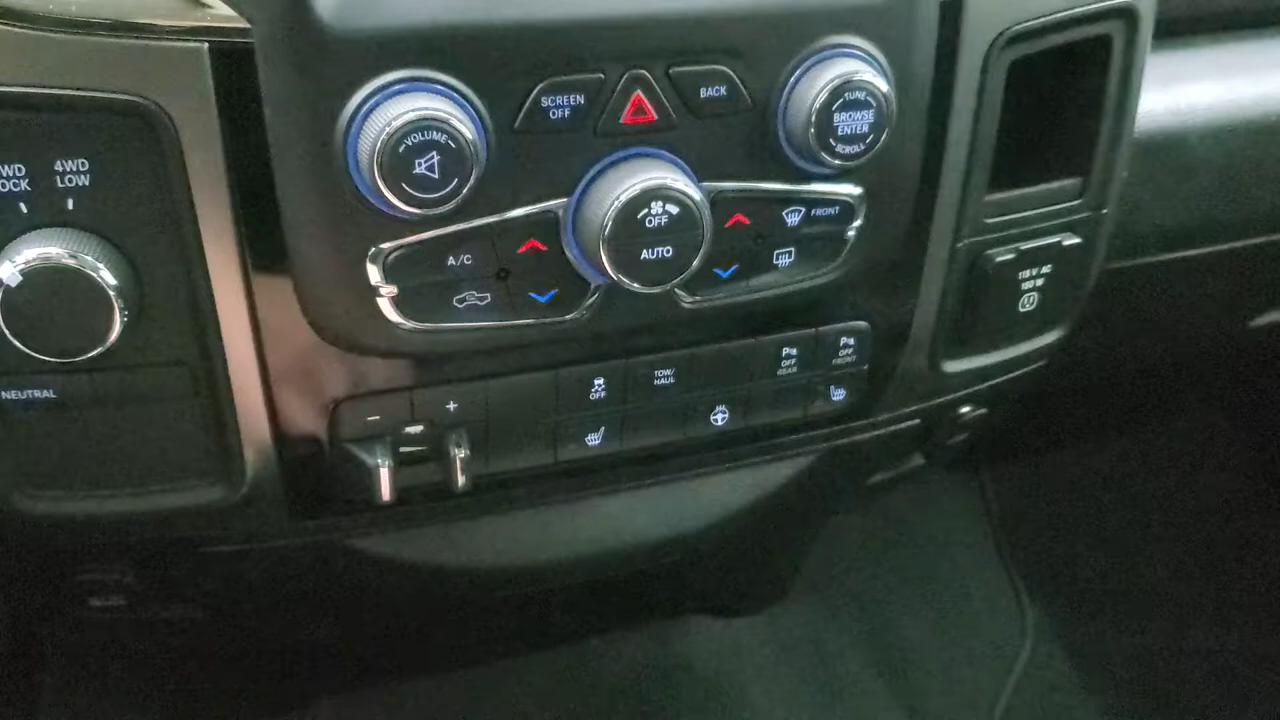 SCREEN
OFF
BACK
VOLUME
TUNE
BROWSE
ENTER
SCROLL
4WD
LOCK
4WD
LOW
OFF
AUTO
A/C
FRONT
115 V AC
150 W
NEUTRAL
- +
OFF
TOW/
HAUL
P
OFF
REAR
P
OFF
FRONT